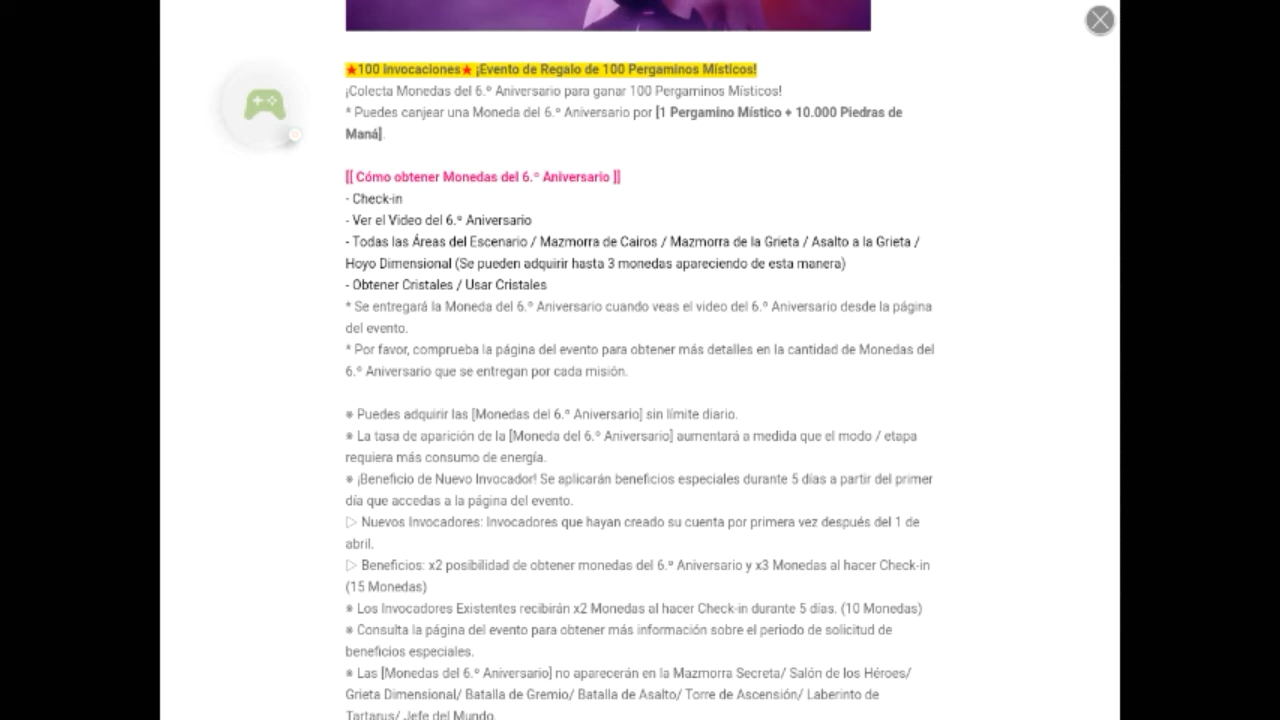 ★100 Invocaciones★ ¡Evento de Regalo de 100 Pergaminos Místicos!
¡Colecta Monedas del 6.º Aniversario para ganar 100 Pergaminos Místicos!
* Puedes canjear una Moneda del 6.º Aniversario por [1 Pergamino Místico + 10.000 Piedras de
Maná].
[[ Cómo obtener Monedas del 6.º Aniversario ]]
- Check-in
- Ver el Video del 6.º Aniversario
- Todas las Áreas del Escenario / Mazmorra de Cairos / Mazmorra de la Grieta / Asalto a la Grieta /
Hoyo Dimensional (Se pueden adquirir hasta 3 monedas apareciendo de esta manera)
- Obtener Cristales / Usar Cristales
* Se entregará la Moneda del 6.º Aniversario cuando veas el video del 6.º Aniversario desde la página
del evento.
* Por favor, comprueba la página del evento para obtener más detalles en la cantidad de Monedas del
6.º Aniversario que se entregan por cada misión.
※ Puedes adquirir las [Monedas del 6.º Aniversario] sin límite diario.
※ La tasa de aparición de la [Moneda del 6.º Aniversario] aumentará a medida que el modo / etapa
requiera más consumo de energía.
※ ¡Beneficio de Nuevo Invocador! Se aplicarán beneficios especiales durante 5 días a partir del primer
día que accedas a la página del evento.
▷ Nuevos Invocadores: Invocadores que hayan creado su cuenta por primera vez después del 1 de
abril.
▷ Beneficios: x2 posibilidad de obtener monedas del 6.º Aniversario y x3 Monedas al hacer Check-in
(15 Monedas)
※ Los Invocadores Existentes recibirán x2 Monedas al hacer Check-in durante 5 días. (10 Monedas)
※ Consulta la página del evento para obtener más información sobre el periodo de solicitud de
beneficios especiales.
※ Las [Monedas del 6.º Aniversario] no aparecerán en la Mazmorra Secreta/ Salón de los Héroes/
Grieta Dimensional/ Batalla de Gremio/ Batalla de Asalto/ Torre de Ascensión/ Laberinto de
Tartarus/ Jefe del Mundo.